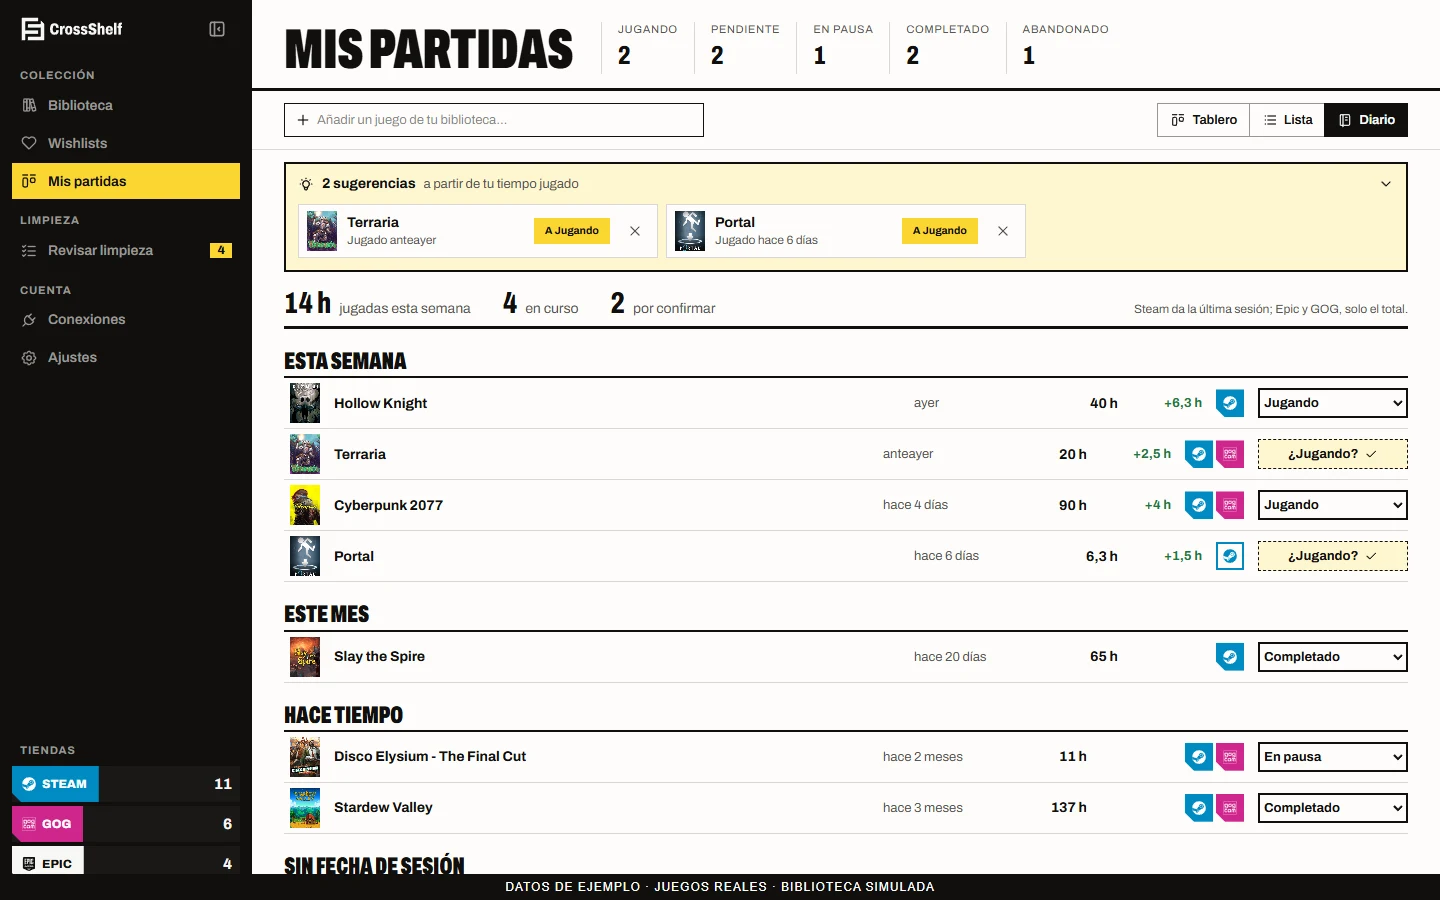 CrossShelf
COLECCIÓN
Biblioteca
Wishlists
Mis partidas
LIMPIEZA
Revisar limpieza 4
CUENTA
Conexiones
Ajustes
TIENDAS
STEAM 11
GOG 6
EPIC 4
MIS PARTIDAS
JUGANDO 2
PENDIENTE 2
EN PAUSA 1
COMPLETADO 2
ABANDONADO 1
Añadir un juego de tu biblioteca...
Tablero Lista Diario
2 sugerencias a partir de tu tiempo jugado
Terraria
Jugado anteayer
A Jugando
Portal
Jugado hace 6 días
A Jugando
14 h jugadas esta semana 4 en curso 2 por confirmar
Steam da la última sesión; Epic y GOG, solo el total.
ESTA SEMANA
Hollow Knight ayer 40 h +6,3 h Jugando
Terraria anteayer 20 h +2,5 h ¿Jugando?
Cyberpunk 2077 hace 4 días 90 h +4 h Jugando
Portal hace 6 días 6,3 h +1,5 h ¿Jugando?
ESTE MES
Slay the Spire hace 20 días 65 h Completado
HACE TIEMPO
Disco Elysium - The Final Cut hace 2 meses 11 h En pausa
Stardew Valley hace 3 meses 137 h Completado
SIN FECHA DE SESIÓN
DATOS DE EJEMPLO · JUEGOS REALES · BIBLIOTECA SIMULADA